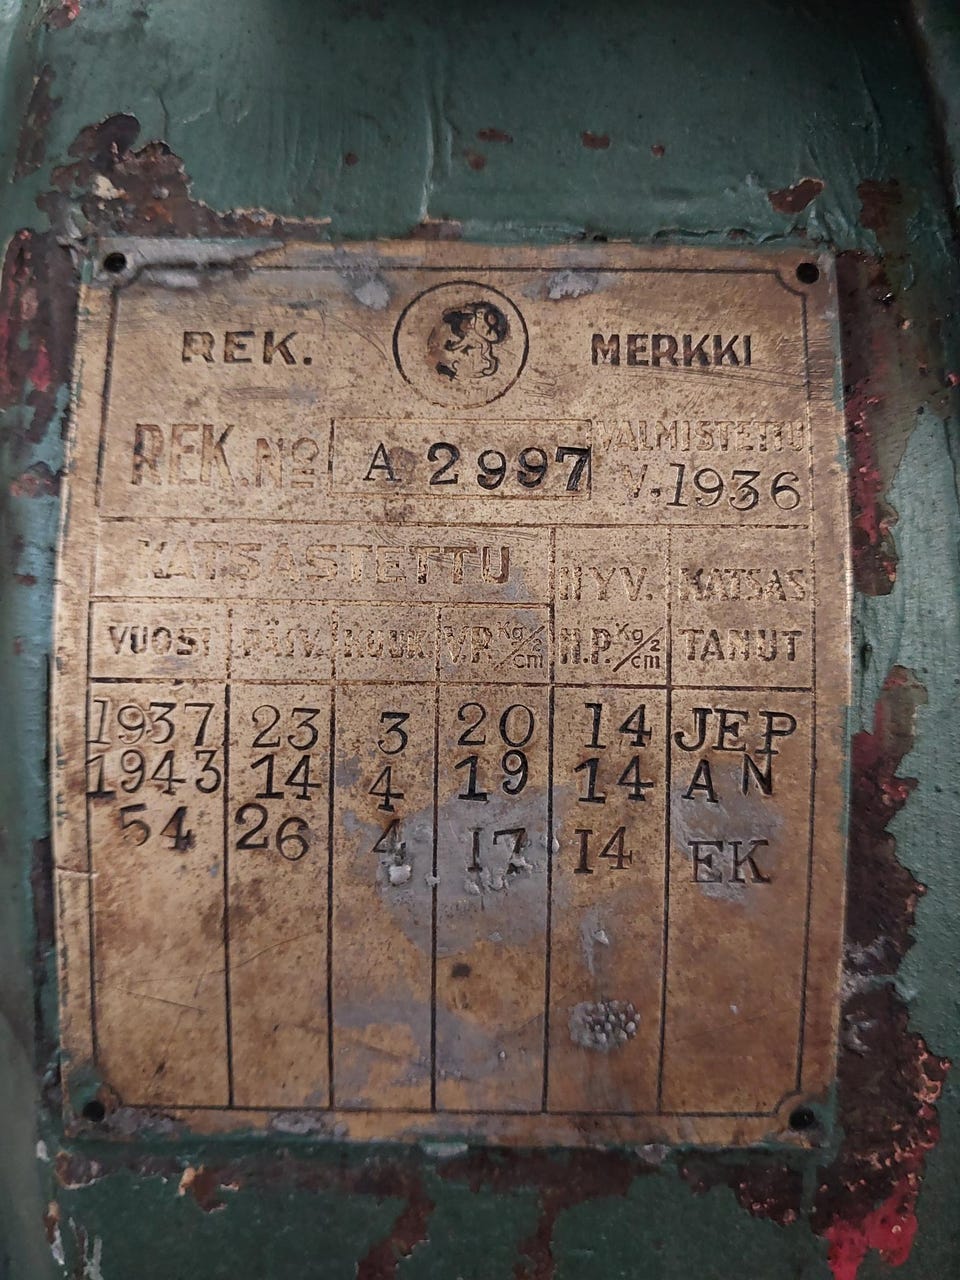 REK. MERKKI
REK. No A 2997 VALMISTETTU
V. 1936
KATSASTETTU HYV. KATSAS
VUOSI PÄIV. KUUK. V.P. Kg/cm2 H.P. Kg/cm2 TANUT
1937 23 3 20 14 JEP
1943 14 4 19 14 AN
54 26 4 17 14 EK